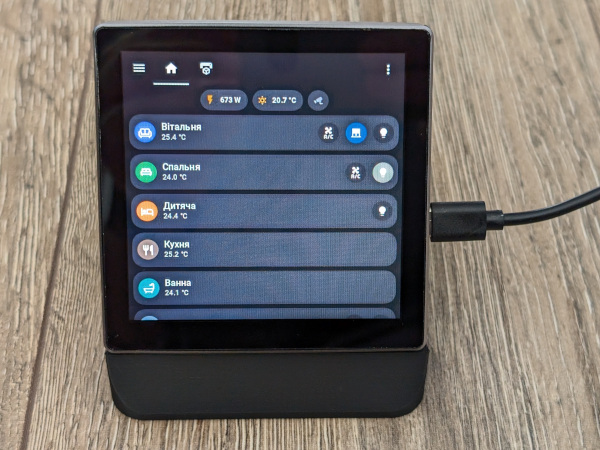 673 W
20.7 °C
Вітальня
25.4 °C
A/C
Спальня
24.0 °C
A/C
Дитяча
24.4 °C
Кухня
25.2 °C
Ванна
24.1 °C